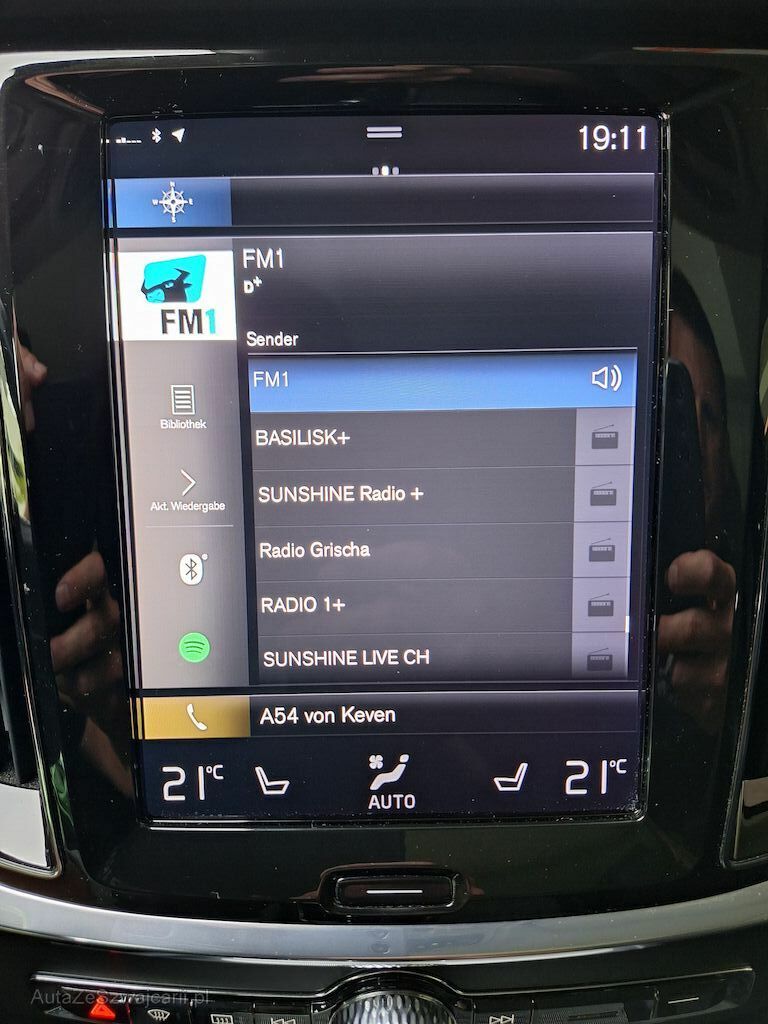 19:11
N
W E
S
FM1
FM1
D+
Sender
FM1
Bibliothek
BASILISK+
Akt. Wiedergabe
SUNSHINE Radio +
Radio Grischa
RADIO 1+
SUNSHINE LIVE CH
A54 von Keven
21°C
AUTO
21°C
AutaZeSzwajcarii.pl